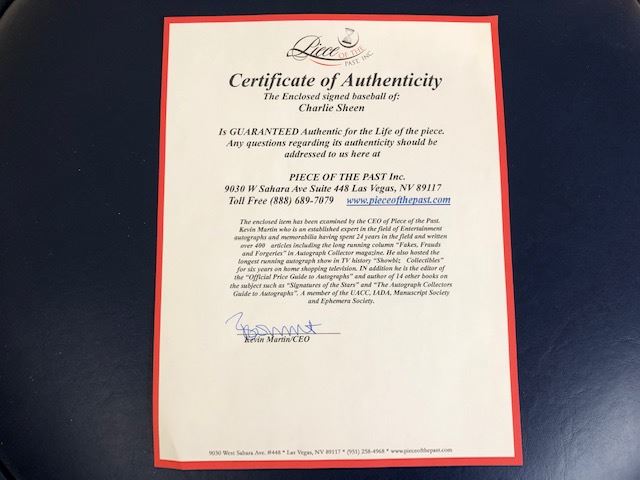 Piece OF THE
PAST, INC
Certificate of Authenticity
The Enclosed signed baseball of:
Charlie Sheen
Is GUARANTEED Authentic for the Life of the piece.
Any questions regarding its authenticity should be
addressed to us here at
PIECE OF THE PAST Inc.
9030 W Sahara Ave Suite 448 Las Vegas, NV 89117
Toll Free (888) 689-7079 www.pieceofthepast.com
The enclosed item has been examined by the CEO of Piece of the Past.
Kevin Martin who is an established expert in the field of Entertainment
autographs and memorabilia having spent 24 years in the field and written
over 400 articles including the long running column "Fakes, Frauds
and Forgeries" in Autograph Collector magazine. He also hosted the
longest running autograph show in TV history "Showbiz Collectibles"
for six years on home shopping television. IN addition he is the editor of
the "Official Price Guide to Autographs" and author of 14 other books on
the subject such as "Signatures of the Stars" and "The Autograph Collectors
Guide to Autographs". A member of the UACC, IADA, Manuscript Society
and Ephemera Society.
Kevin Martin/CEO
9030 West Sahara Ave. #448 * Las Vegas, NV 89117 * (951) 258-4968 * www.pieceofthepast.com